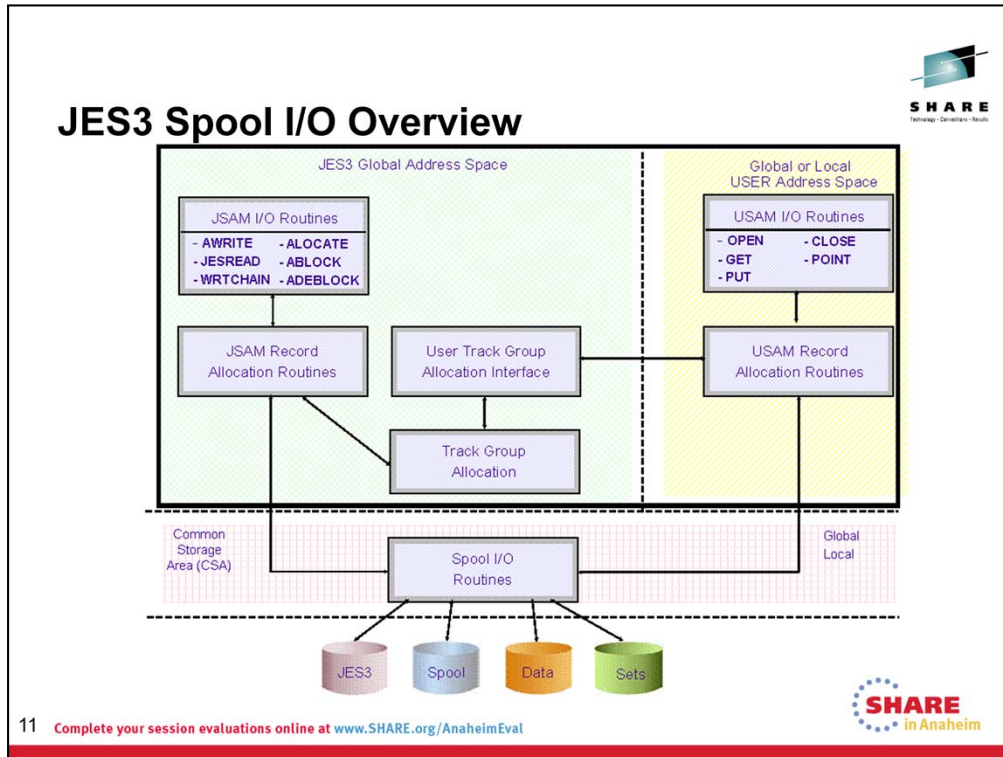 SHARE
Technology · Connections · Results
JES3 Spool I/O Overview
JES3 Global Address Space
Global or Local
USER Address Space
JSAM I/O Routines
- AWRITE - ALOCATE
- JESREAD - ABLOCK
- WRTCHAIN - ADEBLOCK
USAM I/O Routines
- OPEN - CLOSE
- GET - POINT
- PUT
JSAM Record
Allocation Routines
User Track Group
Allocation Interface
USAM Record
Allocation Routines
Track Group
Allocation
Common
Storage
Area (CSA)
Spool I/O
Routines
Global
Local
JES3
Spool
Data
Sets
11 Complete your session evaluations online at www.SHARE.org/AnaheimEval
SHARE
in Anaheim